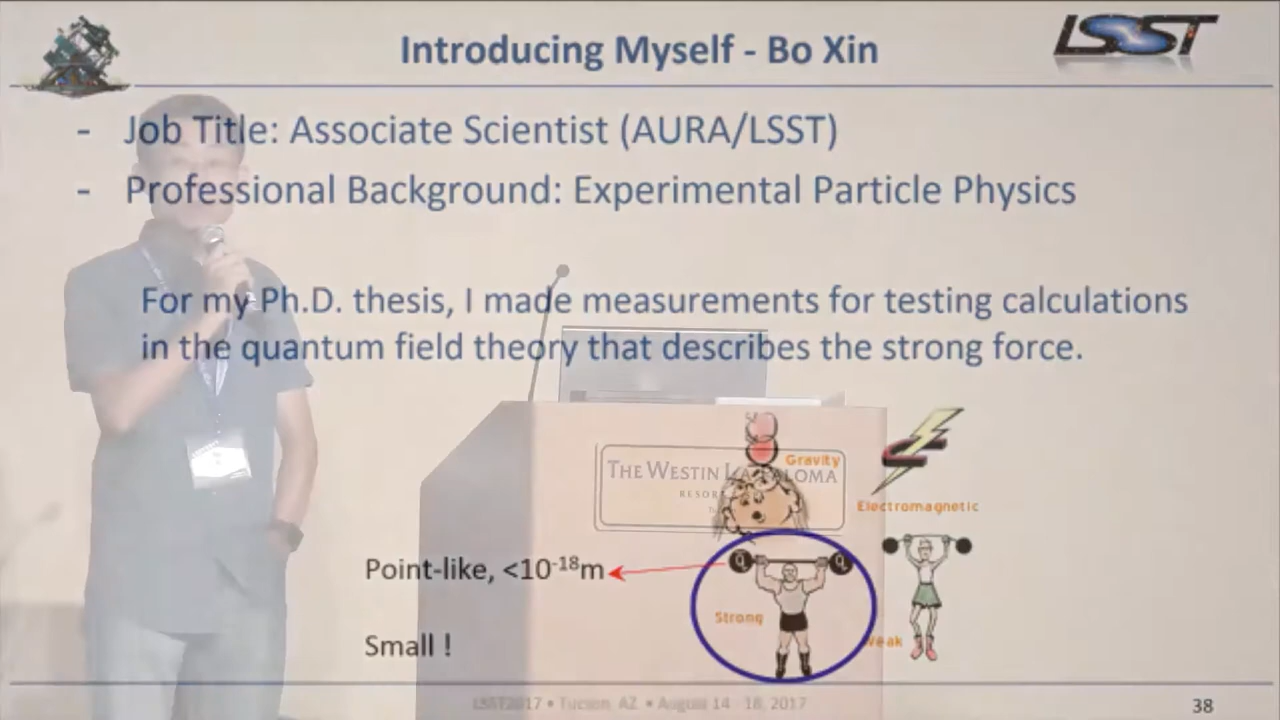 Introducing Myself - Bo Xin
LSST
- Job Title: Associate Scientist (AURA/LSST)
- Professional Background: Experimental Particle Physics
For my Ph.D. thesis, I made measurements for testing calculations
in the quantum field theory that describes the strong force.
Gravity
THE WESTIN LA PALOMA
Electromagnetic
Point-like, <10⁻¹⁸m
q q
Strong
Weak
Small !
LSST2017 • Tucson, AZ • August 14 - 18, 2017
38